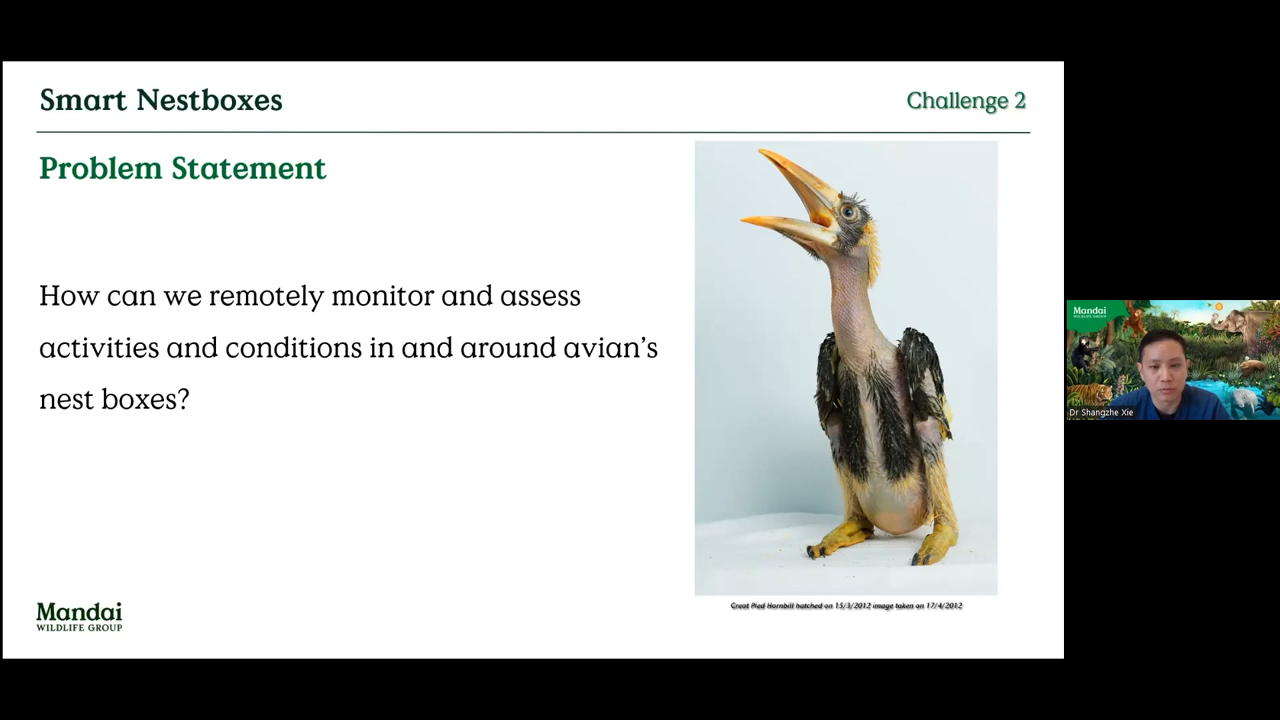 Smart Nestboxes
Challenge 2
Problem Statement
How can we remotely monitor and assess
activities and conditions in and around avian's
nest boxes?
Great Pied Hornbill hatched on 15/3/2012 image taken on 17/4/2012
Mandai
WILDLIFE GROUP
Mandai
WILDLIFE GROUP
Dr Shangzhe Xie